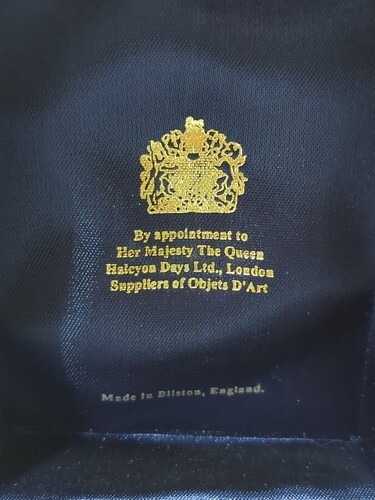 By appointment to
Her Majesty The Queen
Halcyon Days Ltd., London
Suppliers of Objets D'Art
Made in Bilston, England.